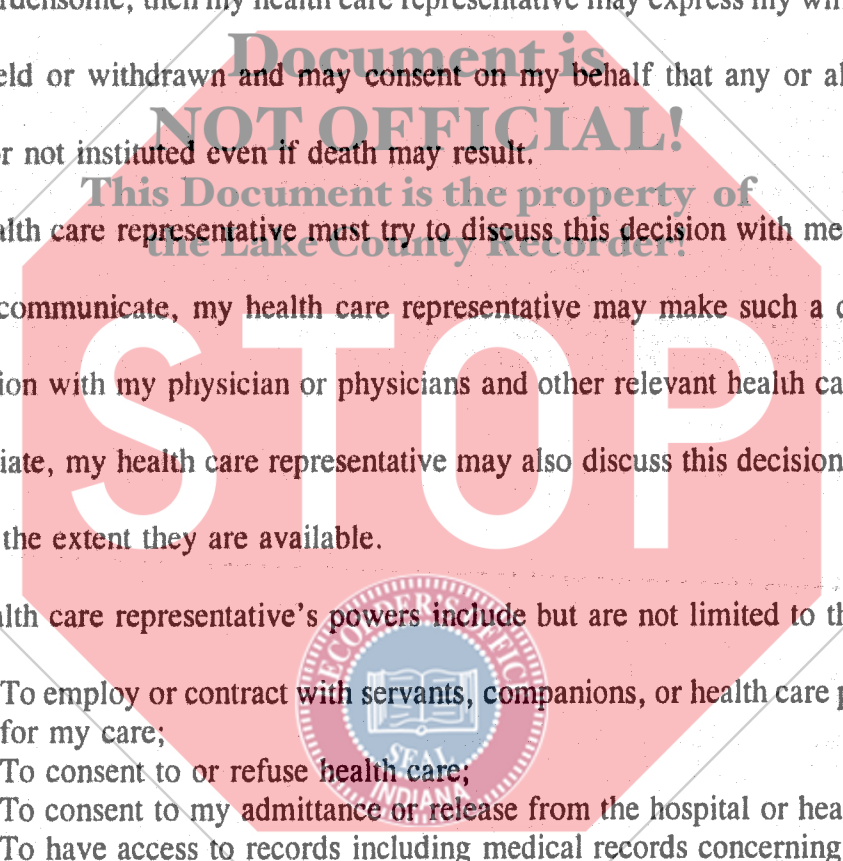 then my health care representative may express my
Document is
eld or withdrawn and may consent on my behalf that any or
NOT OFFICIAL!
r not instituted even if death may result.
This Document is the property of
alth care representative must try to discuss this decision with me
the Lake County Recorder!
communicate, my health care representative may make such a
STOP
ion with my physician or physicians and other relevant health ca
iate, my health care representative may also discuss this decision
the extent they are available.
alth care representative's powers include but are not limited to th
RECORDER'S OFFICE
To employ or contract with servants, companions, or health care p
for my care;
SEAL
To consent to or refuse health care;
INDIANA
To consent to my admittance or release from the hospital or hea
To have access to records including medical records concerning